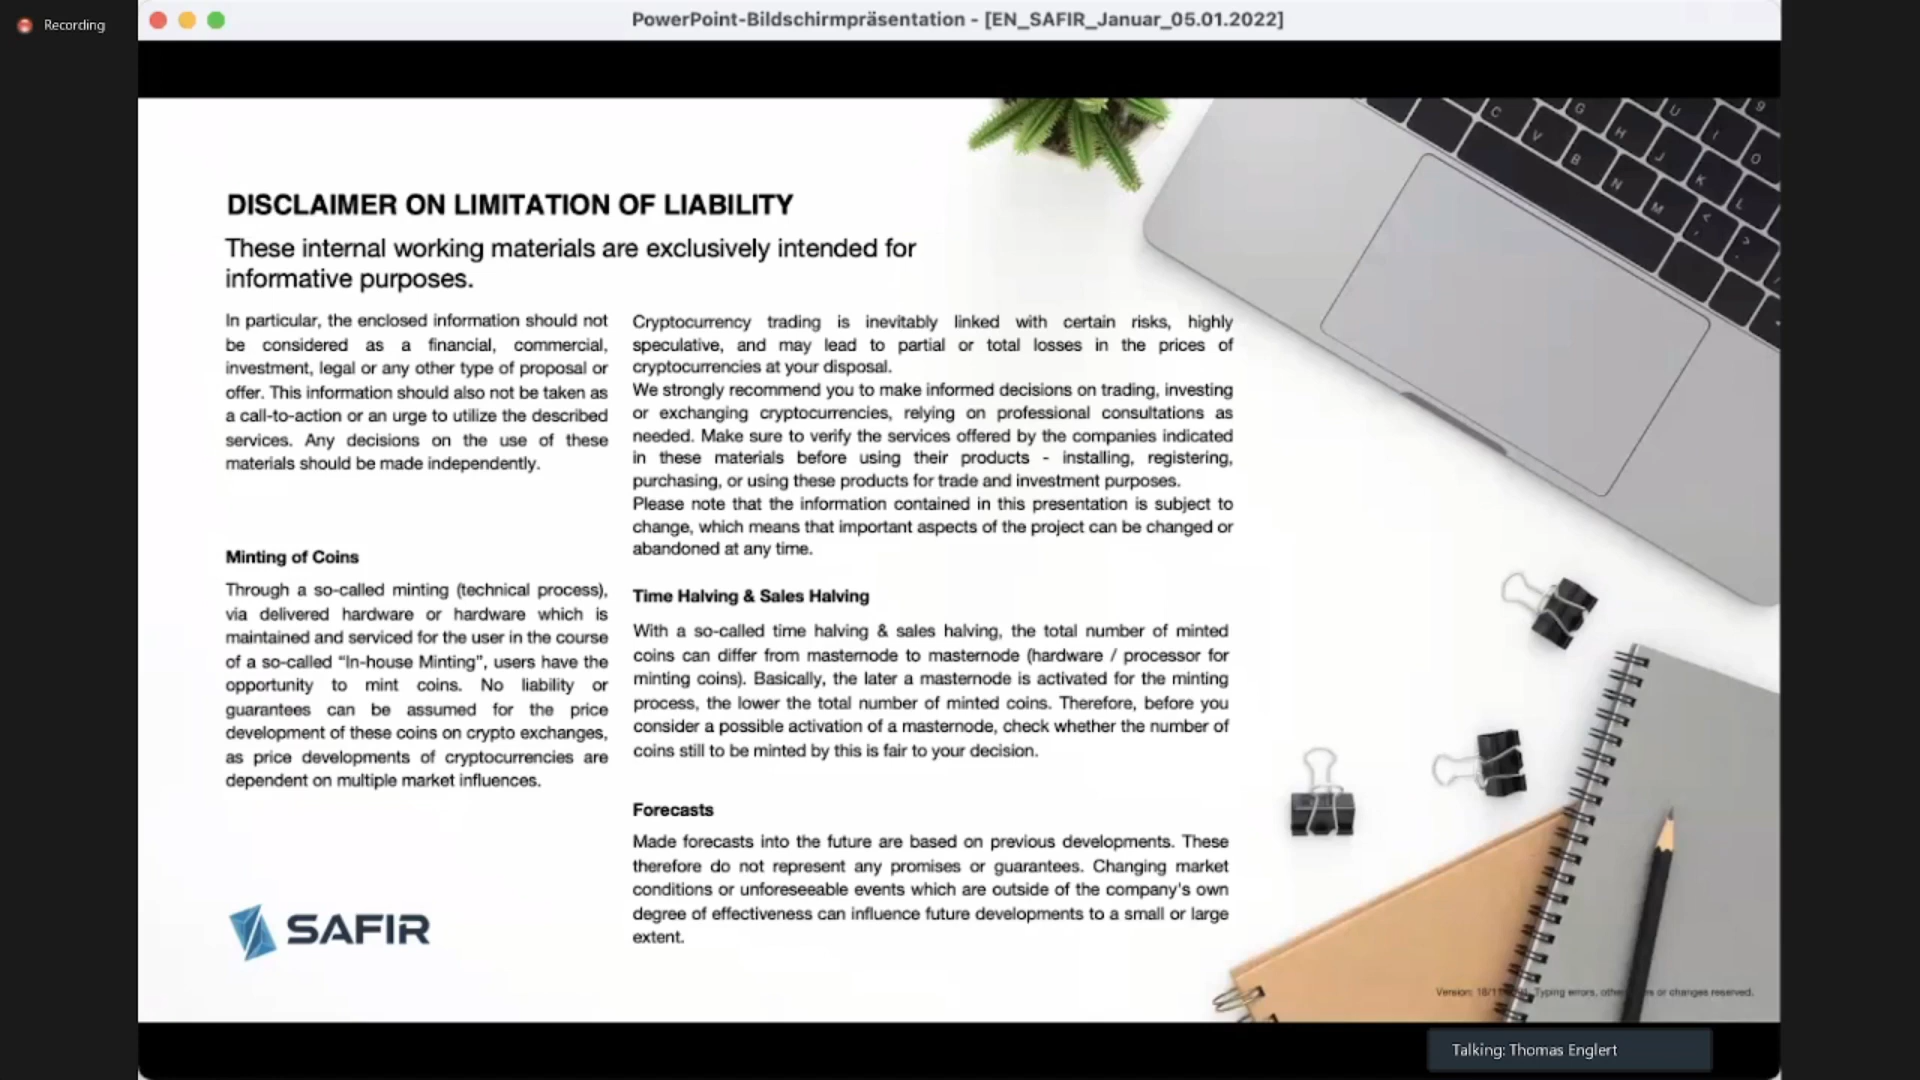 Recording
PowerPoint-Bildschirmpräsentation - [EN_SAFIR_Januar_05.01.2022]
DISCLAIMER ON LIMITATION OF LIABILITY
These internal working materials are exclusively intended for
informative purposes.
In particular, the enclosed information should not
be considered as a financial, commercial,
investment, legal or any other type of proposal or
offer. This information should also not be taken as
a call-to-action or an urge to utilize the described
services. Any decisions on the use of these
materials should be made independently.
Minting of Coins
Through a so-called minting (technical process),
via delivered hardware or hardware which is
maintained and serviced for the user in the course
of a so-called “In-house Minting”, users have the
opportunity to mint coins. No liability or
guarantees can be assumed for the price
development of these coins on crypto exchanges,
as price developments of cryptocurrencies are
dependent on multiple market influences.
Cryptocurrency trading is inevitably linked with certain risks, highly
speculative, and may lead to partial or total losses in the prices of
cryptocurrencies at your disposal.
We strongly recommend you to make informed decisions on trading, investing
or exchanging cryptocurrencies, relying on professional consultations as
needed. Make sure to verify the services offered by the companies indicated
in these materials before using their products - installing, registering,
purchasing, or using these products for trade and investment purposes.
Please note that the information contained in this presentation is subject to
change, which means that important aspects of the project can be changed or
abandoned at any time.
Time Halving & Sales Halving
With a so-called time halving & sales halving, the total number of minted
coins can differ from masternode to masternode (hardware / processor for
minting coins). Basically, the later a masternode is activated for the minting
process, the lower the total number of minted coins. Therefore, before you
consider a possible activation of a masternode, check whether the number of
coins still to be minted by this is fair to your decision.
Forecasts
Made forecasts into the future are based on previous developments. These
therefore do not represent any promises or guarantees. Changing market
conditions or unforeseeable events which are outside of the company's own
degree of effectiveness can influence future developments to a small or large
extent.
SAFIR
Version: Typing errors, or changes reserved.
Talking: Thomas Englert